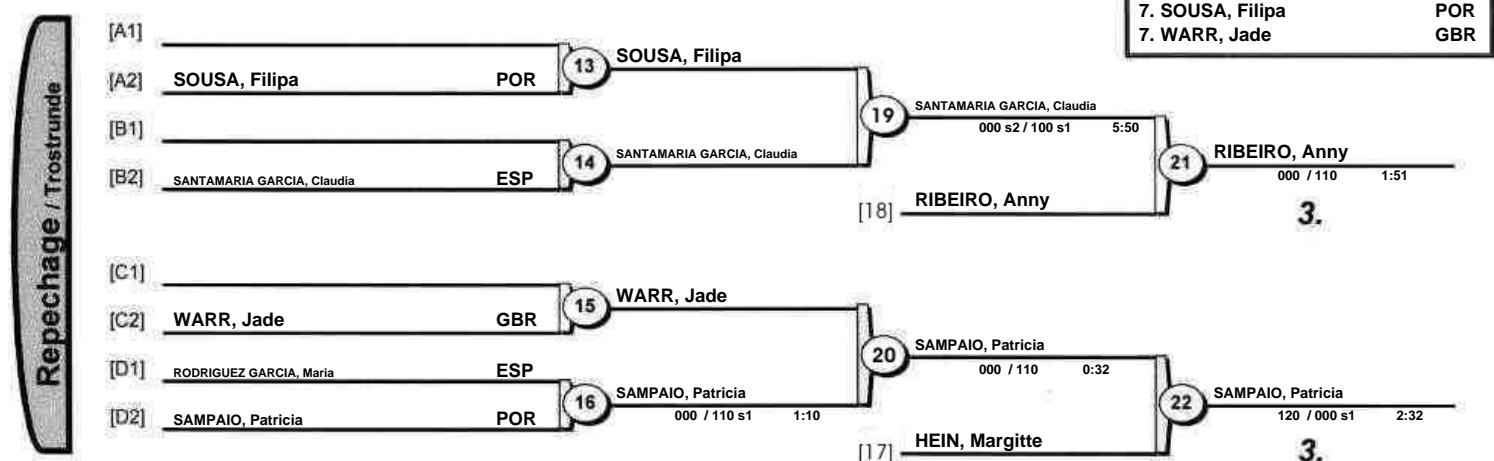 7. SOUSA, Filipa POR
7. WARR, Jade GBR
Repechage / Trostrunde
[A1]
[A2] SOUSA, Filipa POR
13 SOUSA, Filipa
[B1]
[B2] SANTAMARIA GARCIA, Claudia ESP
14 SANTAMARIA GARCIA, Claudia
19 SANTAMARIA GARCIA, Claudia
000 s2 / 100 s1 5:50
[18] RIBEIRO, Anny
21 RIBEIRO, Anny
000 / 110 1:51
3.
[C1]
[C2] WARR, Jade GBR
15 WARR, Jade
[D1] RODRIGUEZ GARCIA, Maria ESP
[D2] SAMPAIO, Patricia POR
16 SAMPAIO, Patricia
000 / 110 s1 1:10
20 SAMPAIO, Patricia
000 / 110 0:32
[17] HEIN, Margitte
22 SAMPAIO, Patricia
120 / 000 s1 2:32
3.